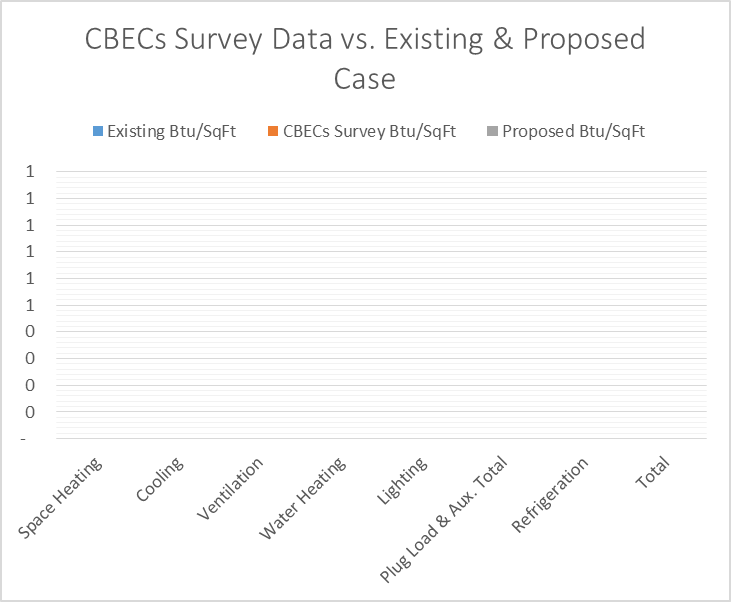 CBECs Survey Data vs. Existing & Proposed
Case
Existing Btu/SqFt CBECs Survey Btu/SqFt Proposed Btu/SqFt
1
1
1
1
1
1
0
0
0
0
-
Space Heating
Cooling
Ventilation
Water Heating
Lighting
Plug Load & Aux. Total
Refrigeration
Total